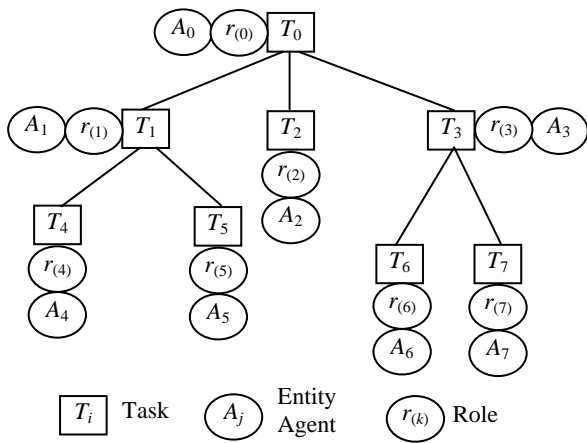 A₀ r₍₀₎ T₀
A₁ r₍₁₎ T₁ T₂ T₃ r₍₃₎ A₃
r₍₂₎
A₂
T₄ T₅
r₍₄₎ r₍₅₎
A₄ A₅
T₆ T₇
r₍₆₎ r₍₇₎
A₆ A₇
Tᵢ Task Aⱼ Entity Agent r₍ₖ₎ Role